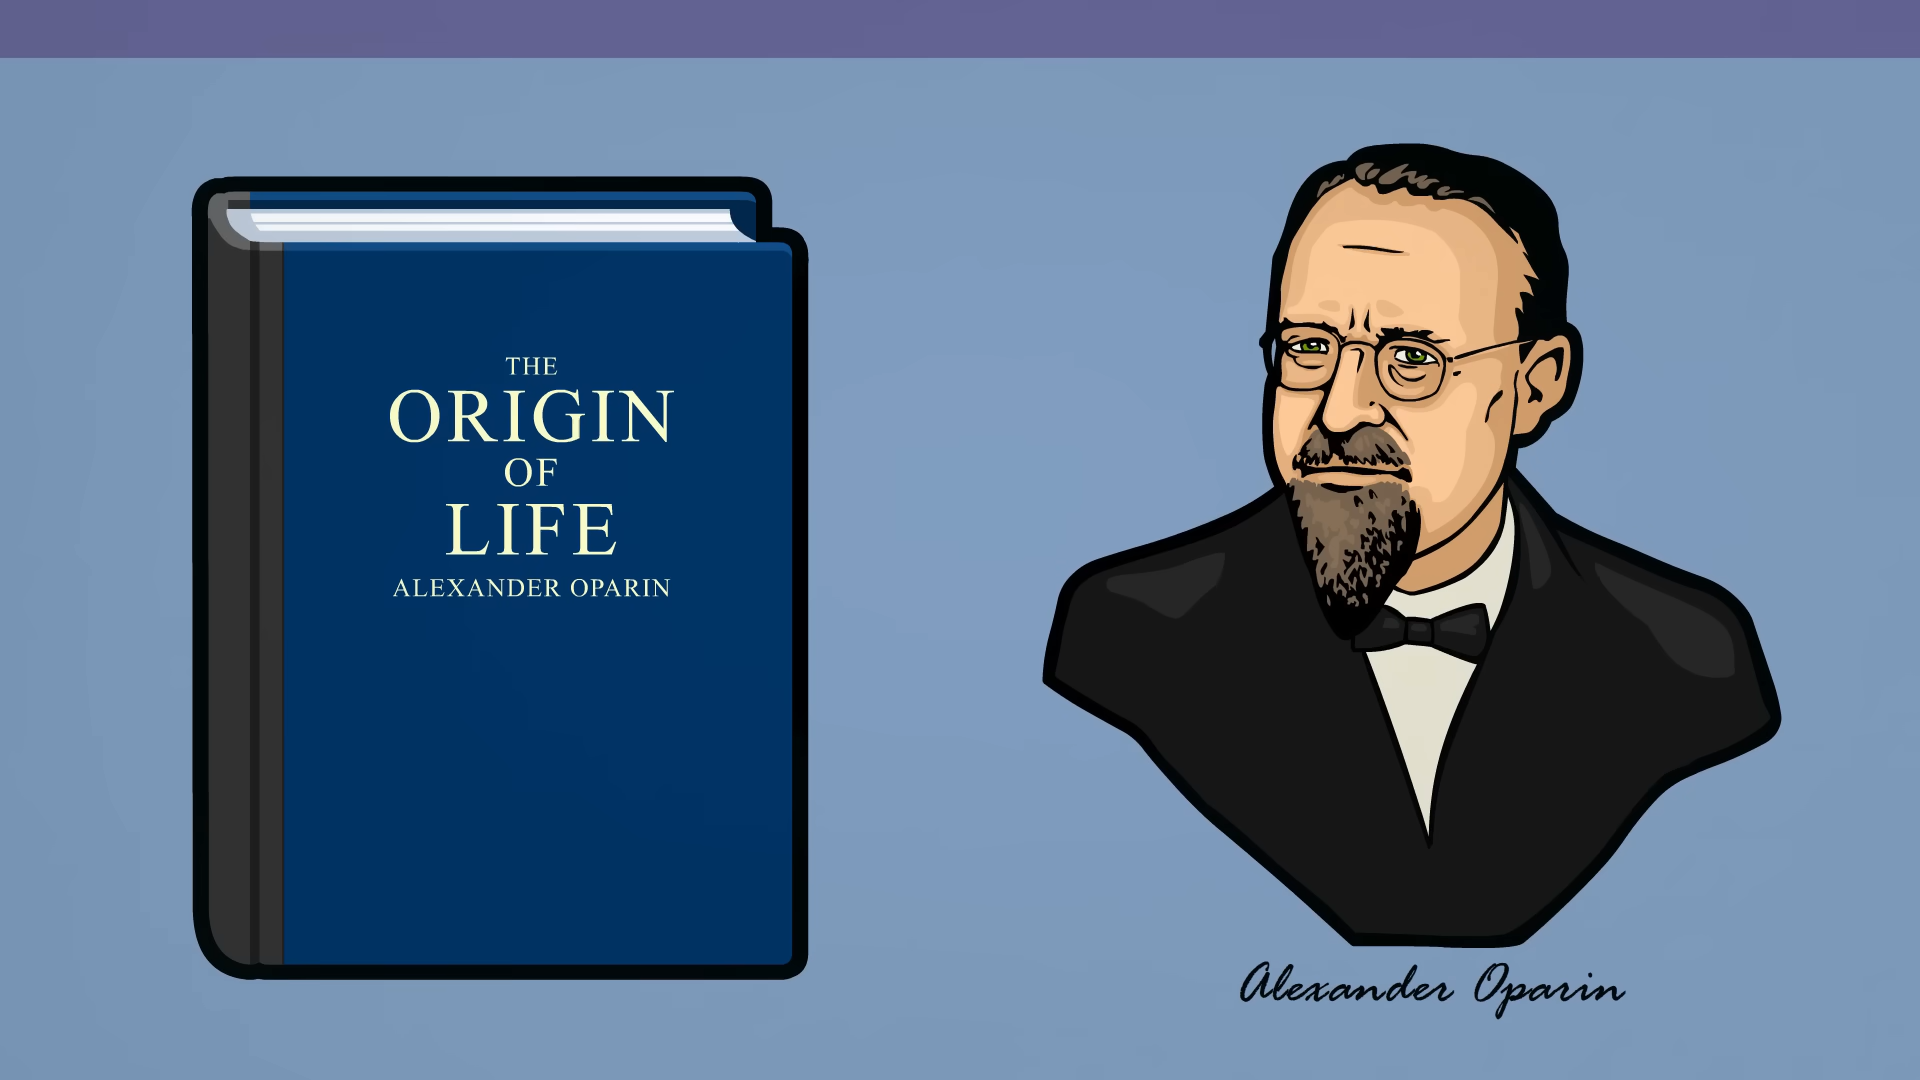 THE
ORIGIN
OF
LIFE
ALEXANDER OPARIN
Alexander Oparin